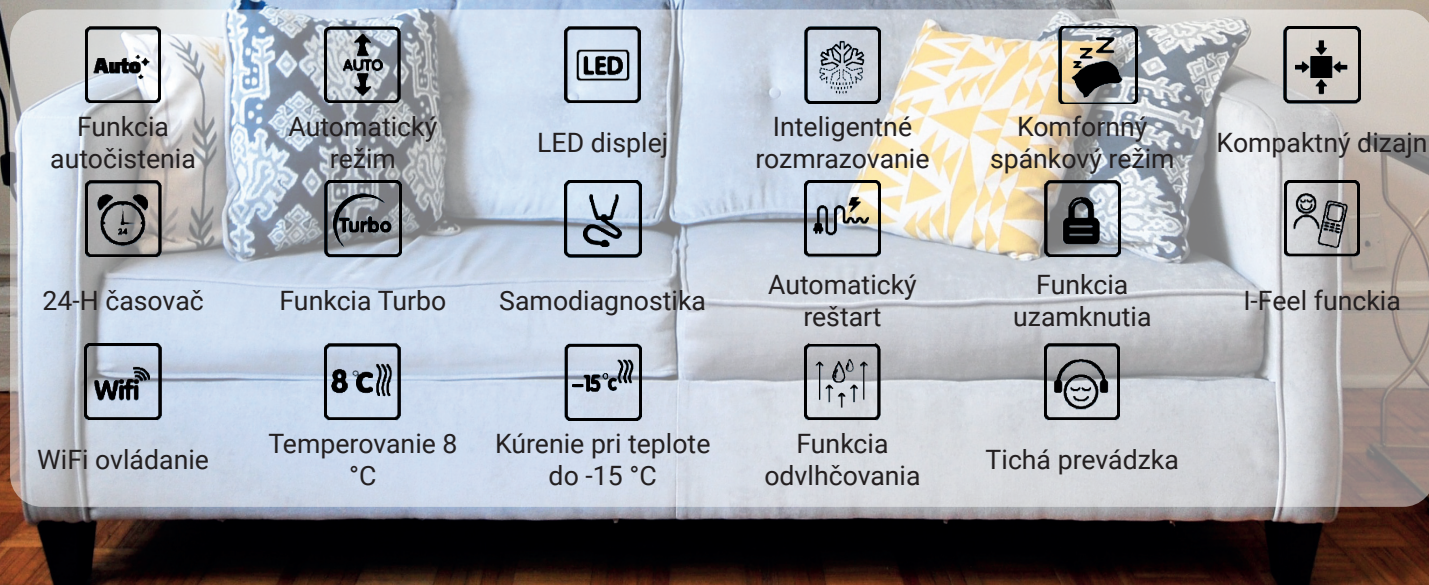 Auto
AUTO
LED
Funkcia
autočistenia
Automatický
režim
LED displej
Inteligentné
rozmrazovanie
Komfornný
spánkový režim
Kompaktný dizajn
24
Turbo
24-H časovač
Funkcia Turbo
Samodiagnostika
Automatický
reštart
Funkcia
uzamknutia
I-Feel funckia
Wifi
8°C
-15°C
WiFi ovládanie
Temperovanie 8
°C
Kúrenie pri teplote
do -15 °C
Funkcia
odvlhčovania
Tichá prevádzka